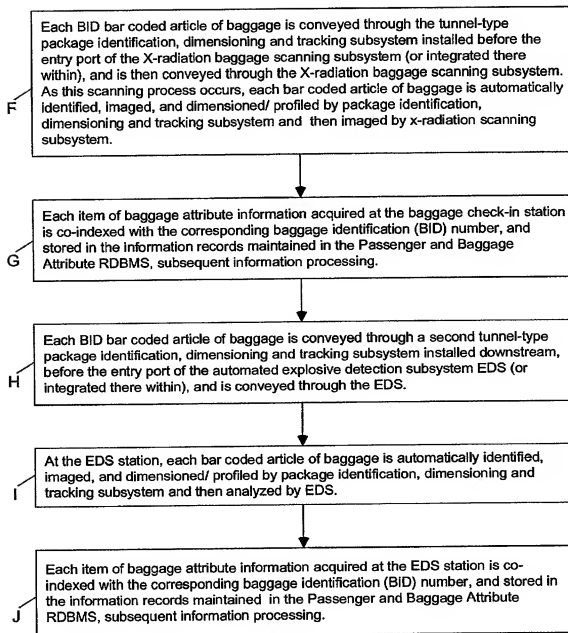 Each BID bar coded article of baggage is conveyed through the tunnel-type
package identification, dimensioning and tracking subsystem installed before the
entry port of the X-radiation baggage scanning subsystem (or integrated there
within), and is then conveyed through the X-radiation baggage scanning subsystem.
As this scanning process occurs, each bar coded article of baggage is automatically
identified, imaged, and dimensioned/ profiled by package identification,
dimensioning and tracking subsystem and then imaged by x-radiation scanning
subsystem.
F
Each item of baggage attribute information acquired at the baggage check-in station
is co-indexed with the corresponding baggage identification (BID) number, and
stored in the information records maintained in the Passenger and Baggage
Attribute RDBMS, subsequent information processing.
G
Each BID bar coded article of baggage is conveyed through a second tunnel-type
package identification, dimensioning and tracking subsystem installed downstream,
before the entry port of the automated explosive detection subsystem EDS (or
integrated there within), and is conveyed through the EDS.
H
At the EDS station, each bar coded article of baggage is automatically identified,
imaged, and dimensioned/ profiled by package identification, dimensioning and
tracking subsystem and then analyzed by EDS.
I
Each item of baggage attribute information acquired at the EDS station is co-
indexed with the corresponding baggage identification (BID) number, and stored in
the information records maintained in the Passenger and Baggage Attribute
RDBMS, subsequent information processing.
J